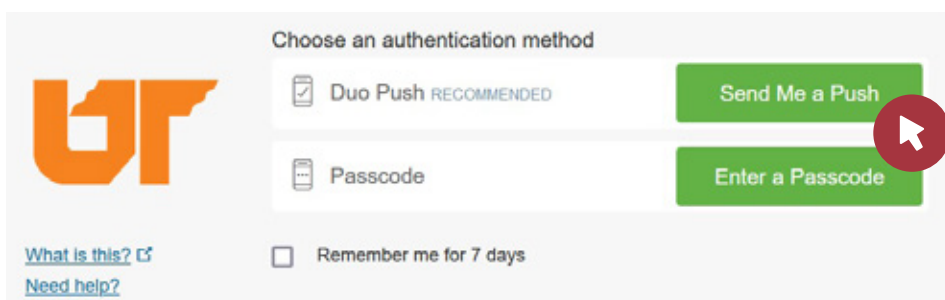 Choose an authentication method
UT
Duo Push RECOMMENDED
Send Me a Push
Passcode
Enter a Passcode
What is this?
Remember me for 7 days
Need help?